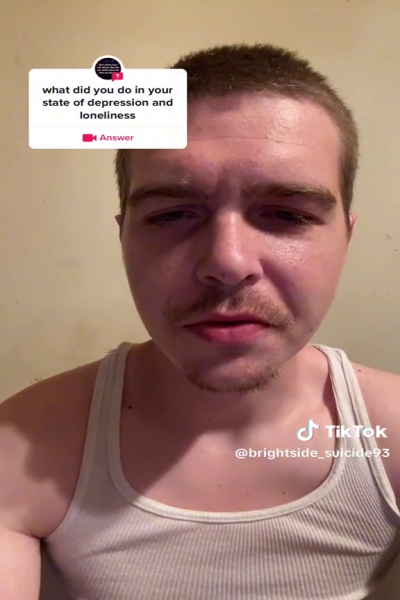 what did you do in your
state of depression and
loneliness
Answer
TikTok
@brightside_suicide93